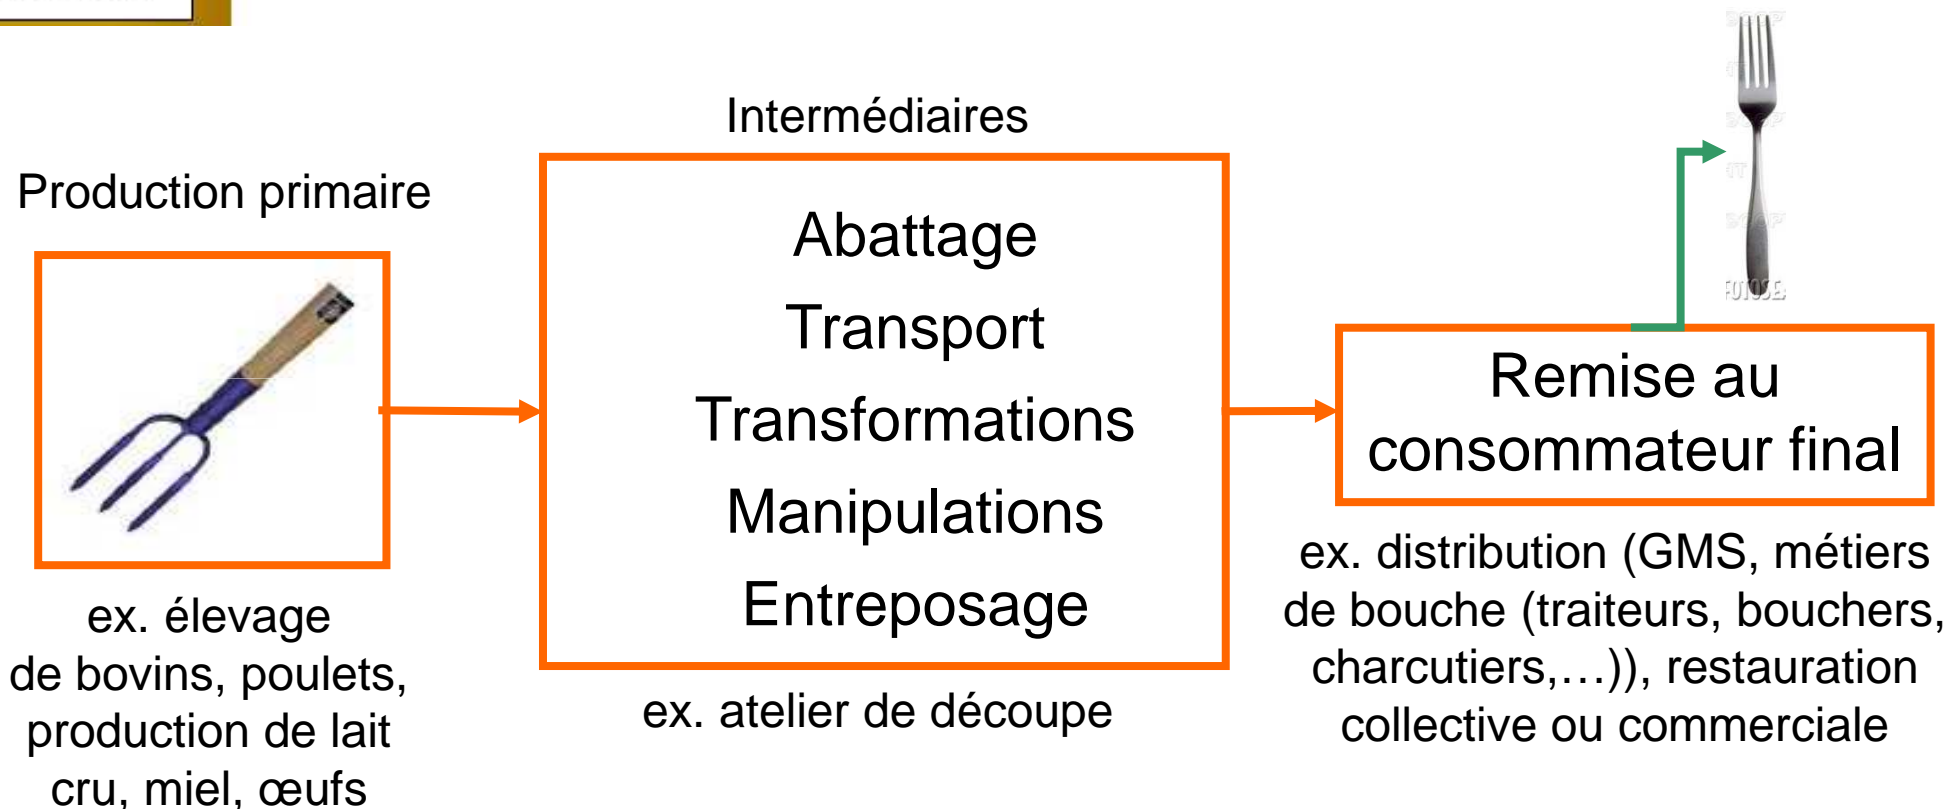 Production primaire
ex. élevage
de bovins, poulets,
production de lait
cru, miel, œufs
Intermédiaires
Abattage
Transport
Transformations
Manipulations
Entreposage
ex. atelier de découpe
Remise au
consommateur final
ex. distribution (GMS, métiers
de bouche (traiteurs, bouchers,
charcutiers,…)), restauration
collective ou commerciale